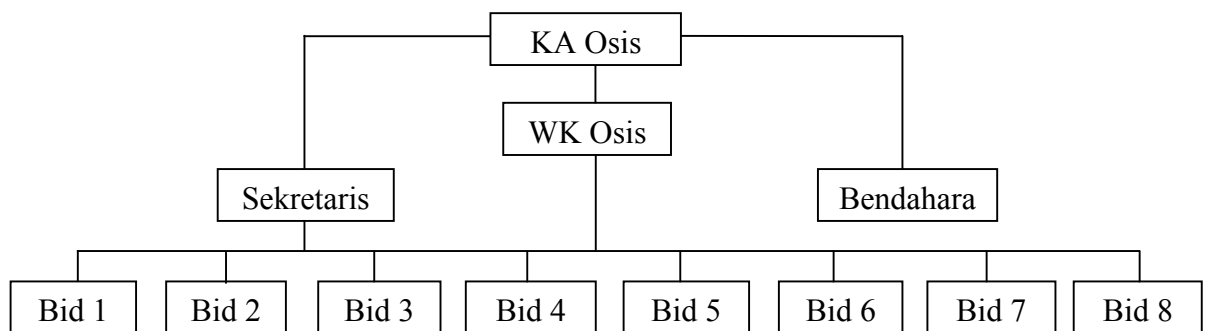 KA Osis
WK Osis
Sekretaris
Bendahara
Bid 1
Bid 2
Bid 3
Bid 4
Bid 5
Bid 6
Bid 7
Bid 8